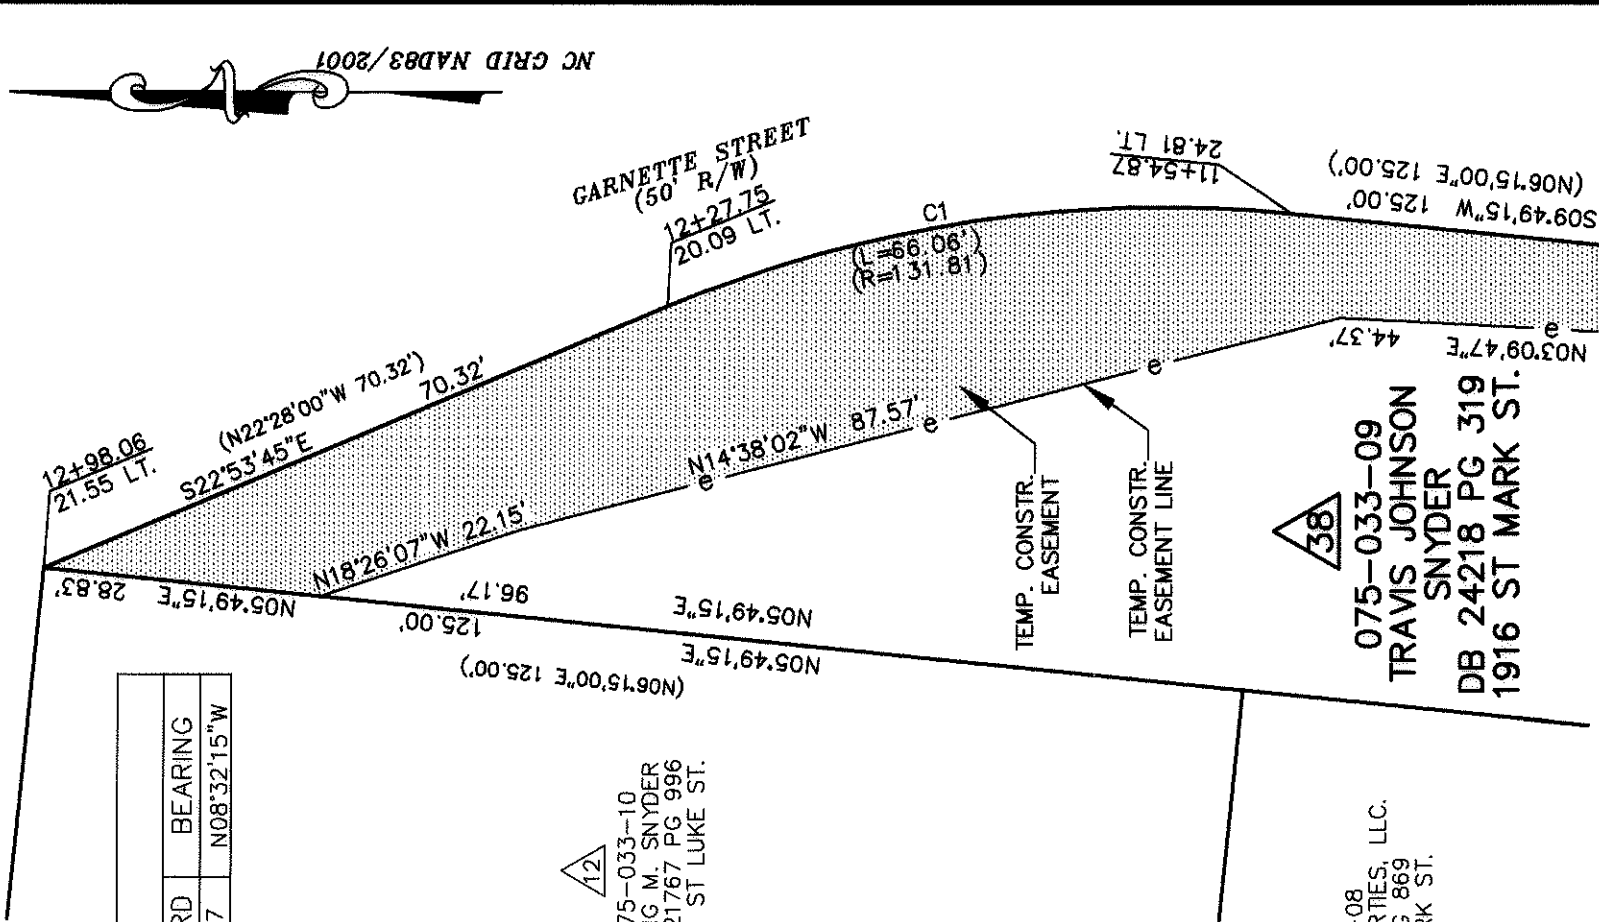 NC GRID NAD83/2001
GARNETTE STREET
(50' R/W)
12+27.75
20.09 LT.
11+54.87
24.81 LT.
C1
(L=66.06')
(R=131.81')
(N06°15'00"E 125.00')
S09°49'15"W 125.00'
12+98.06
21.55 LT.
(N22°28'00"W 70.32')
S22°53'45"E 70.32'
N03°09'47"E 44.37'
e
e
e
e
N14°38'02"W 87.57'
N18°26'07"W 22.15'
N05°49'15"E 28.83'
N05°49'15"E 96.17'
N05°49'15"E 125.00'
(N06°15'00"E 125.00')
TEMP. CONSTR.
EASEMENT
TEMP. CONSTR.
EASEMENT LINE
38
075-033-09
TRAVIS JOHNSON
SNYDER
DB 24218 PG 319
1916 ST MARK ST.
BEARING
N08°32'15"W
RD
7
12
75-033-10
G M. SNYDER
21767 PG 996
ST LUKE ST.
-08
RTIES, LLC.
G 869
RK ST.